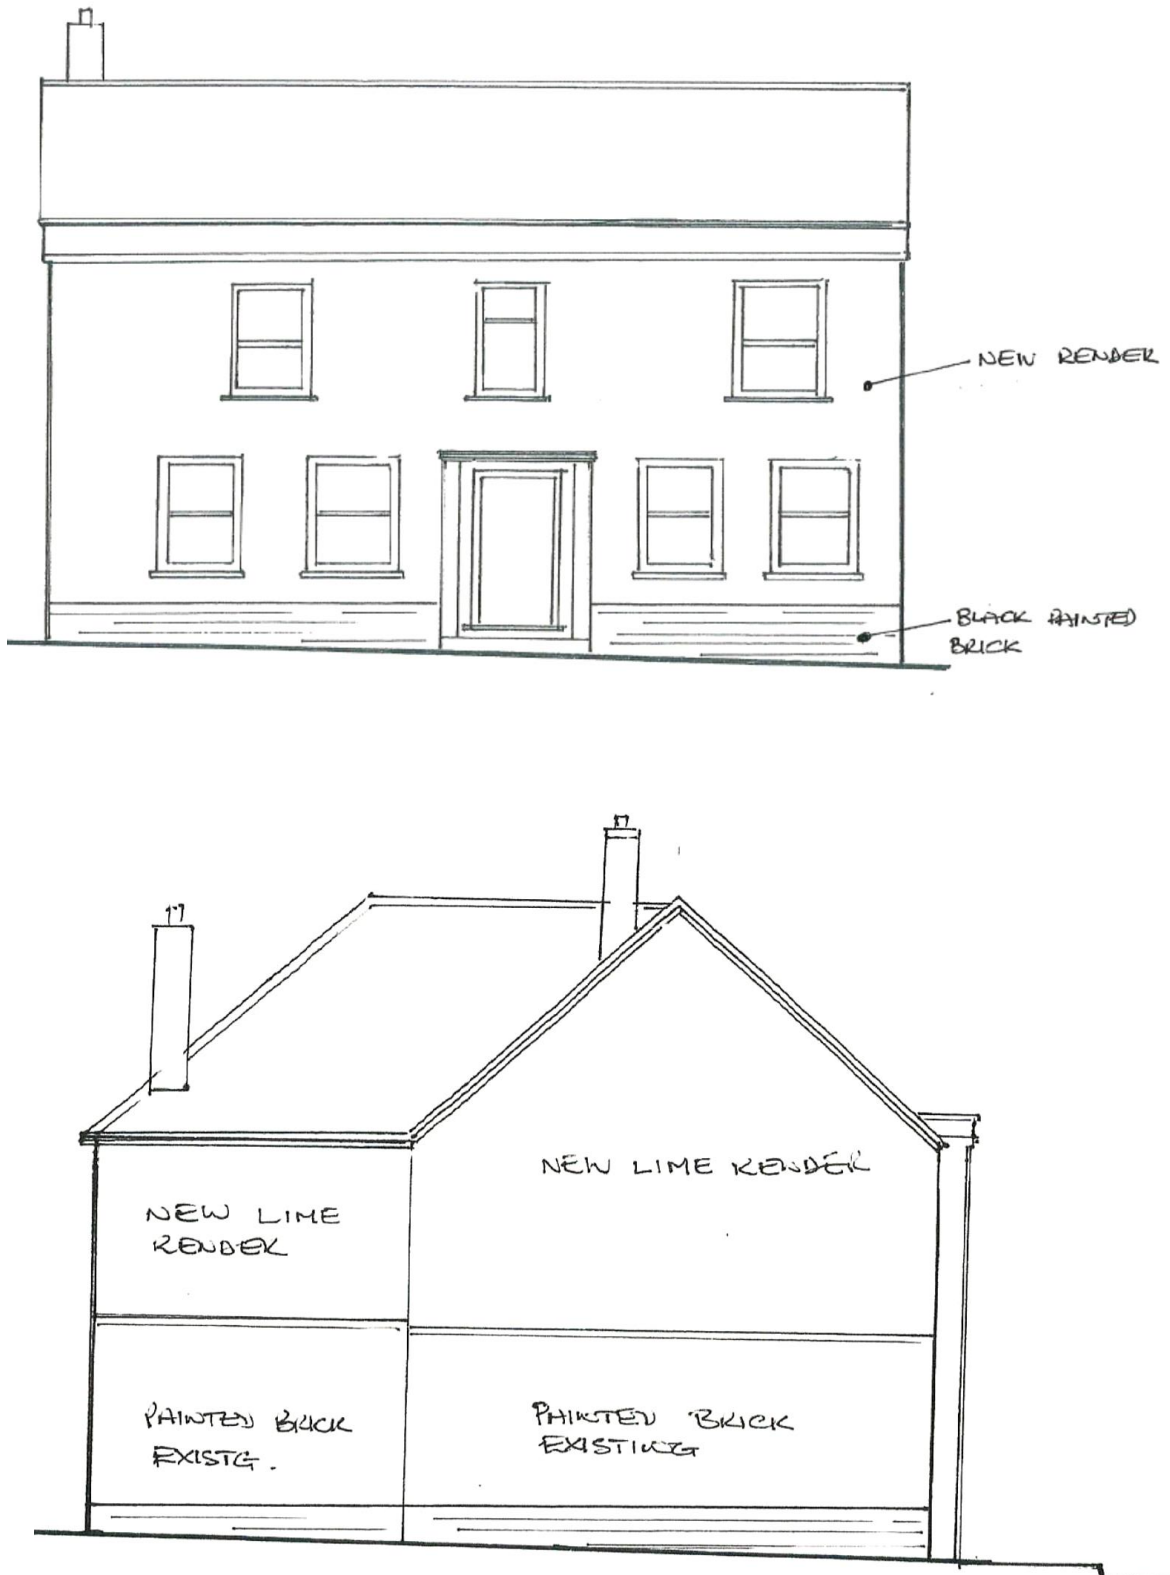 NEW RENDER
BLACK PAINTED
BRICK
NEW LIME RENDER
NEW LIME
RENDER
PAINTED BRICK
EXISTG.
PAINTED BRICK
EXISTING